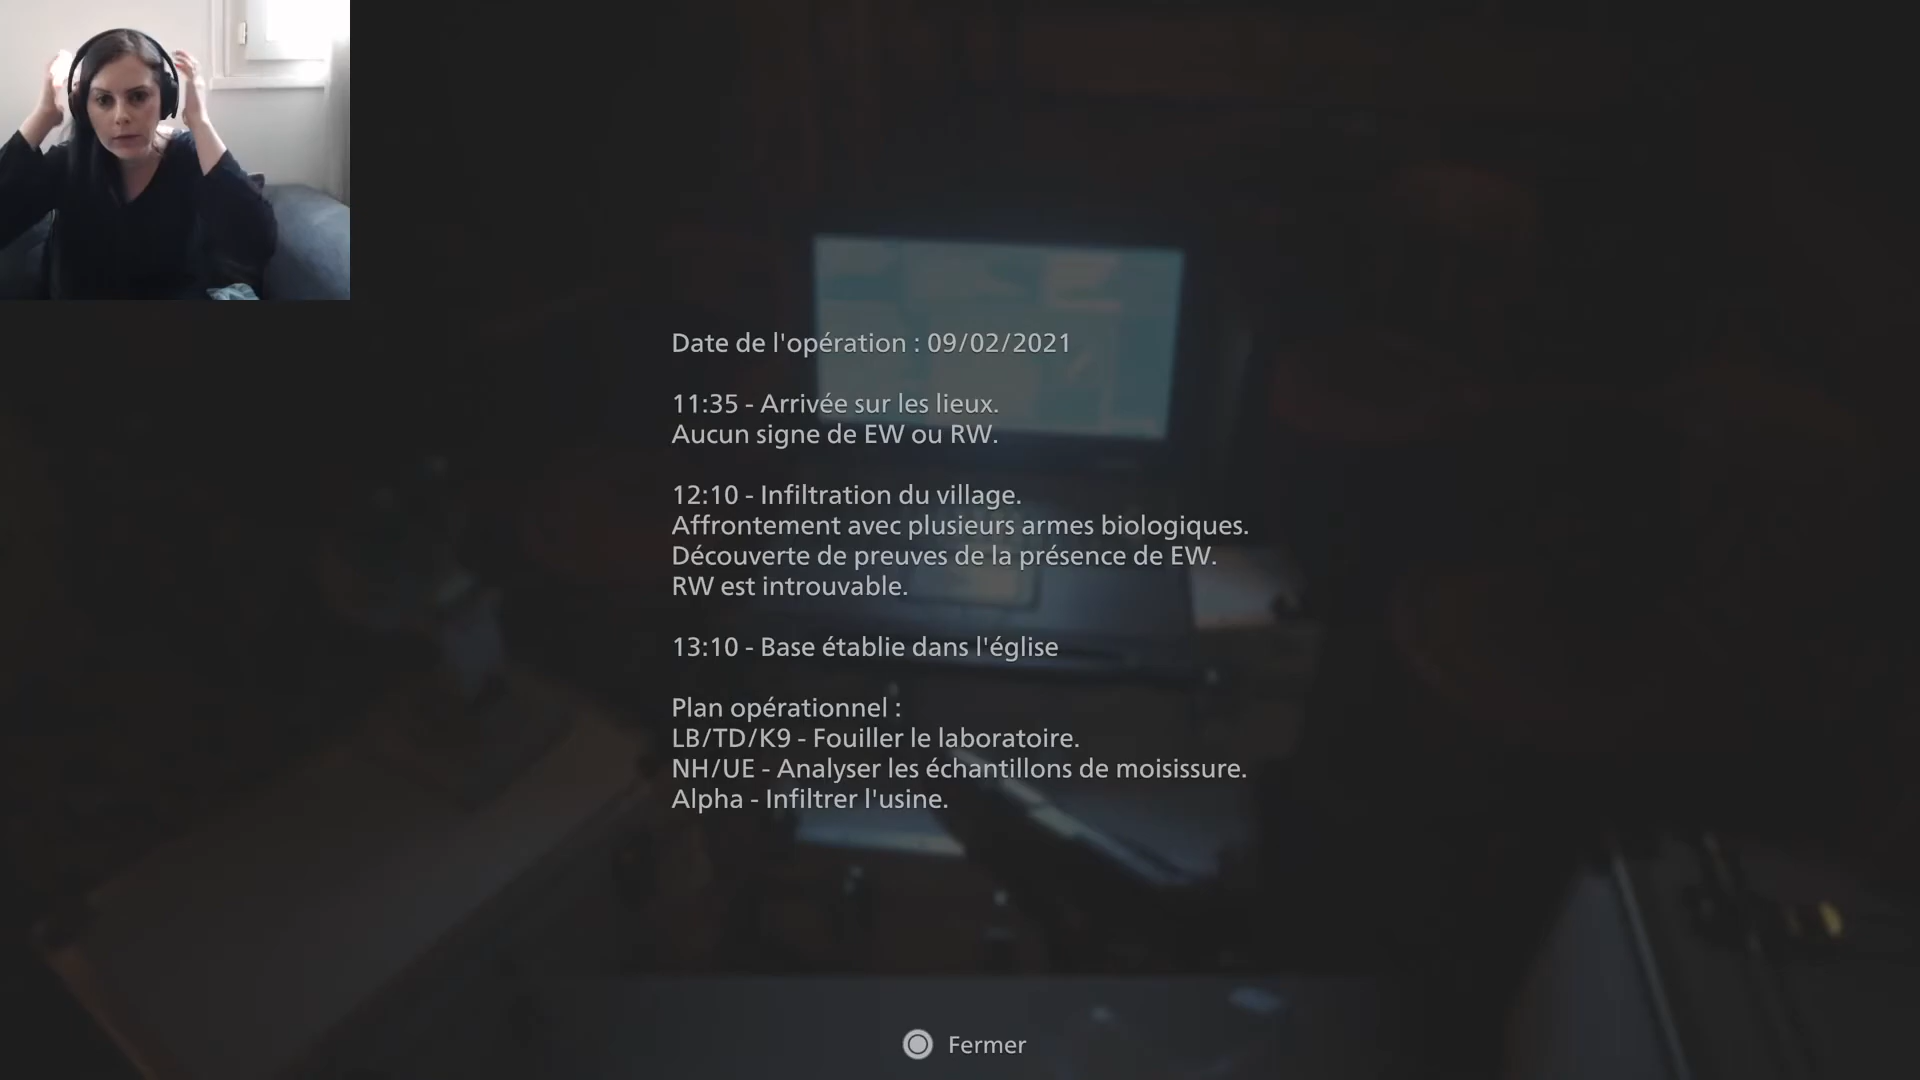 Date de l'opération : 09/02/2021
11:35 - Arrivée sur les lieux.
Aucun signe de EW ou RW.
12:10 - Infiltration du village.
Affrontement avec plusieurs armes biologiques.
Découverte de preuves de la présence de EW.
RW est introuvable.
13:10 - Base établie dans l'église
Plan opérationnel :
LB/TD/K9 - Fouiller le laboratoire.
NH/UE - Analyser les échantillons de moisissure.
Alpha - Infiltrer l'usine.
Fermer